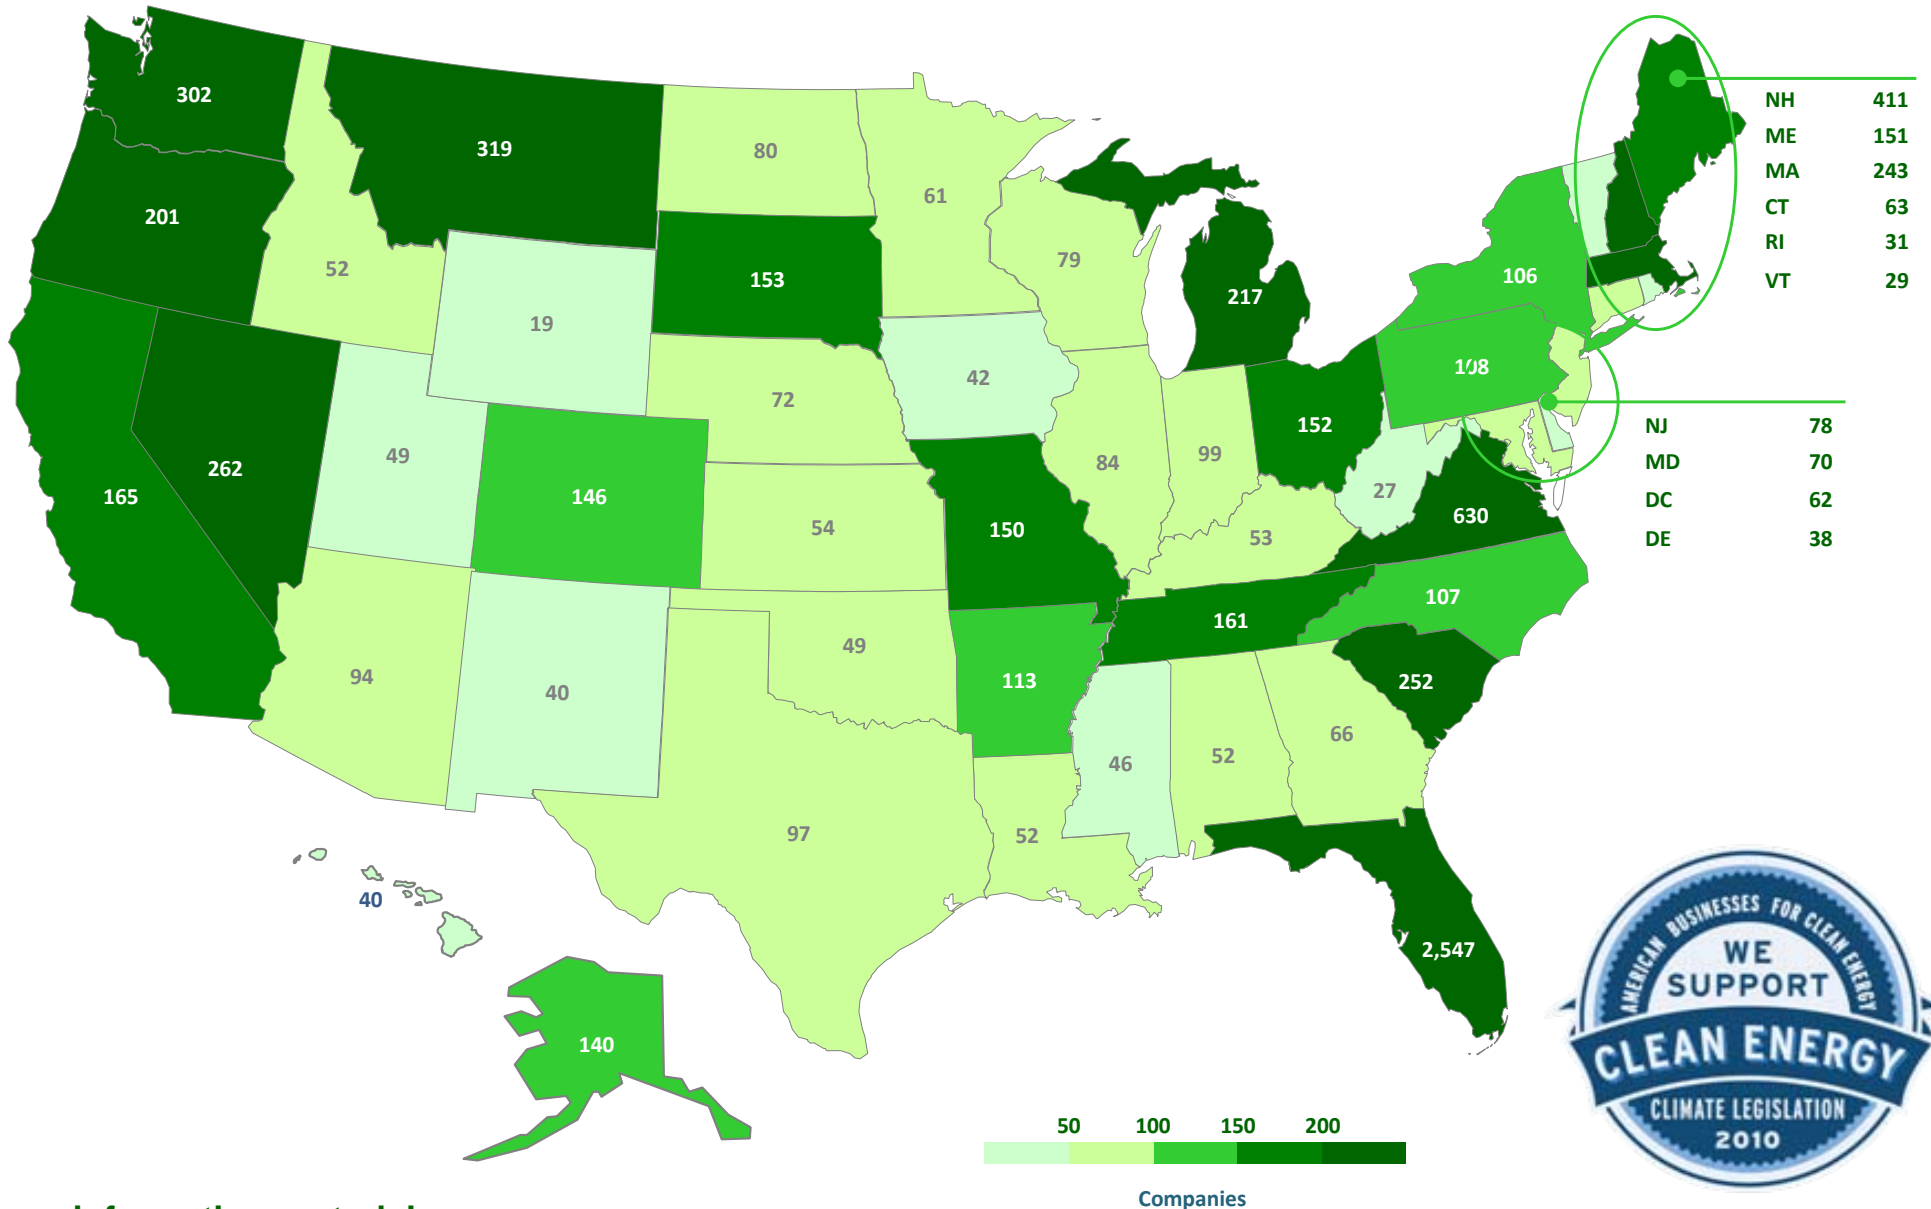 302
319
80
61
201
52
153
79
217
106
19
42
72
108
262
49
146
165
84
99
152
27
54
150
53
630
161
107
94
40
49
113
252
46
52
66
97
52
40
2,547
140
NH 411
ME 151
MA 243
CT 63
RI 31
VT 29
NJ 78
MD 70
DC 62
DE 38
50 100 150 200
Companies
AMERICAN BUSINESSES FOR CLEAN ENERGY
WE
SUPPORT
CLEAN ENERGY
CLIMATE LEGISLATION
2010